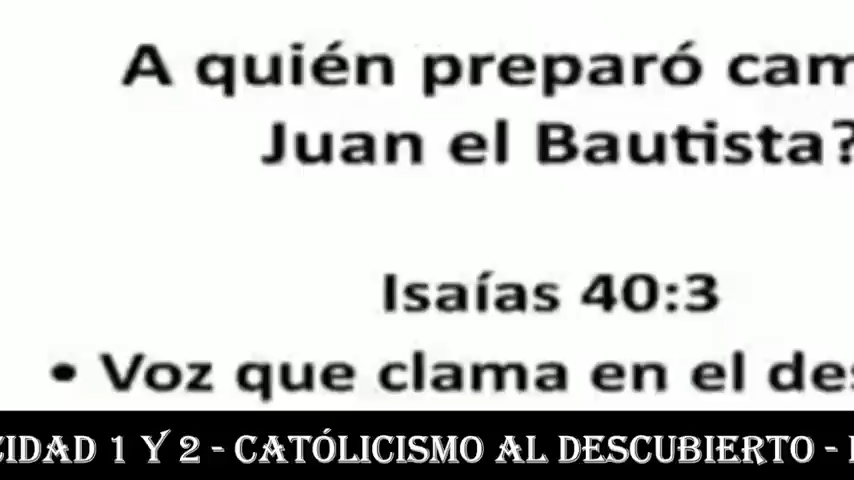 A quién preparó cam
Juan el Bautista?
Isaías 40:3
• Voz que clama en el des
CIDAD 1 Y 2 - CATÓLICISMO AL DESCUBIERTO -